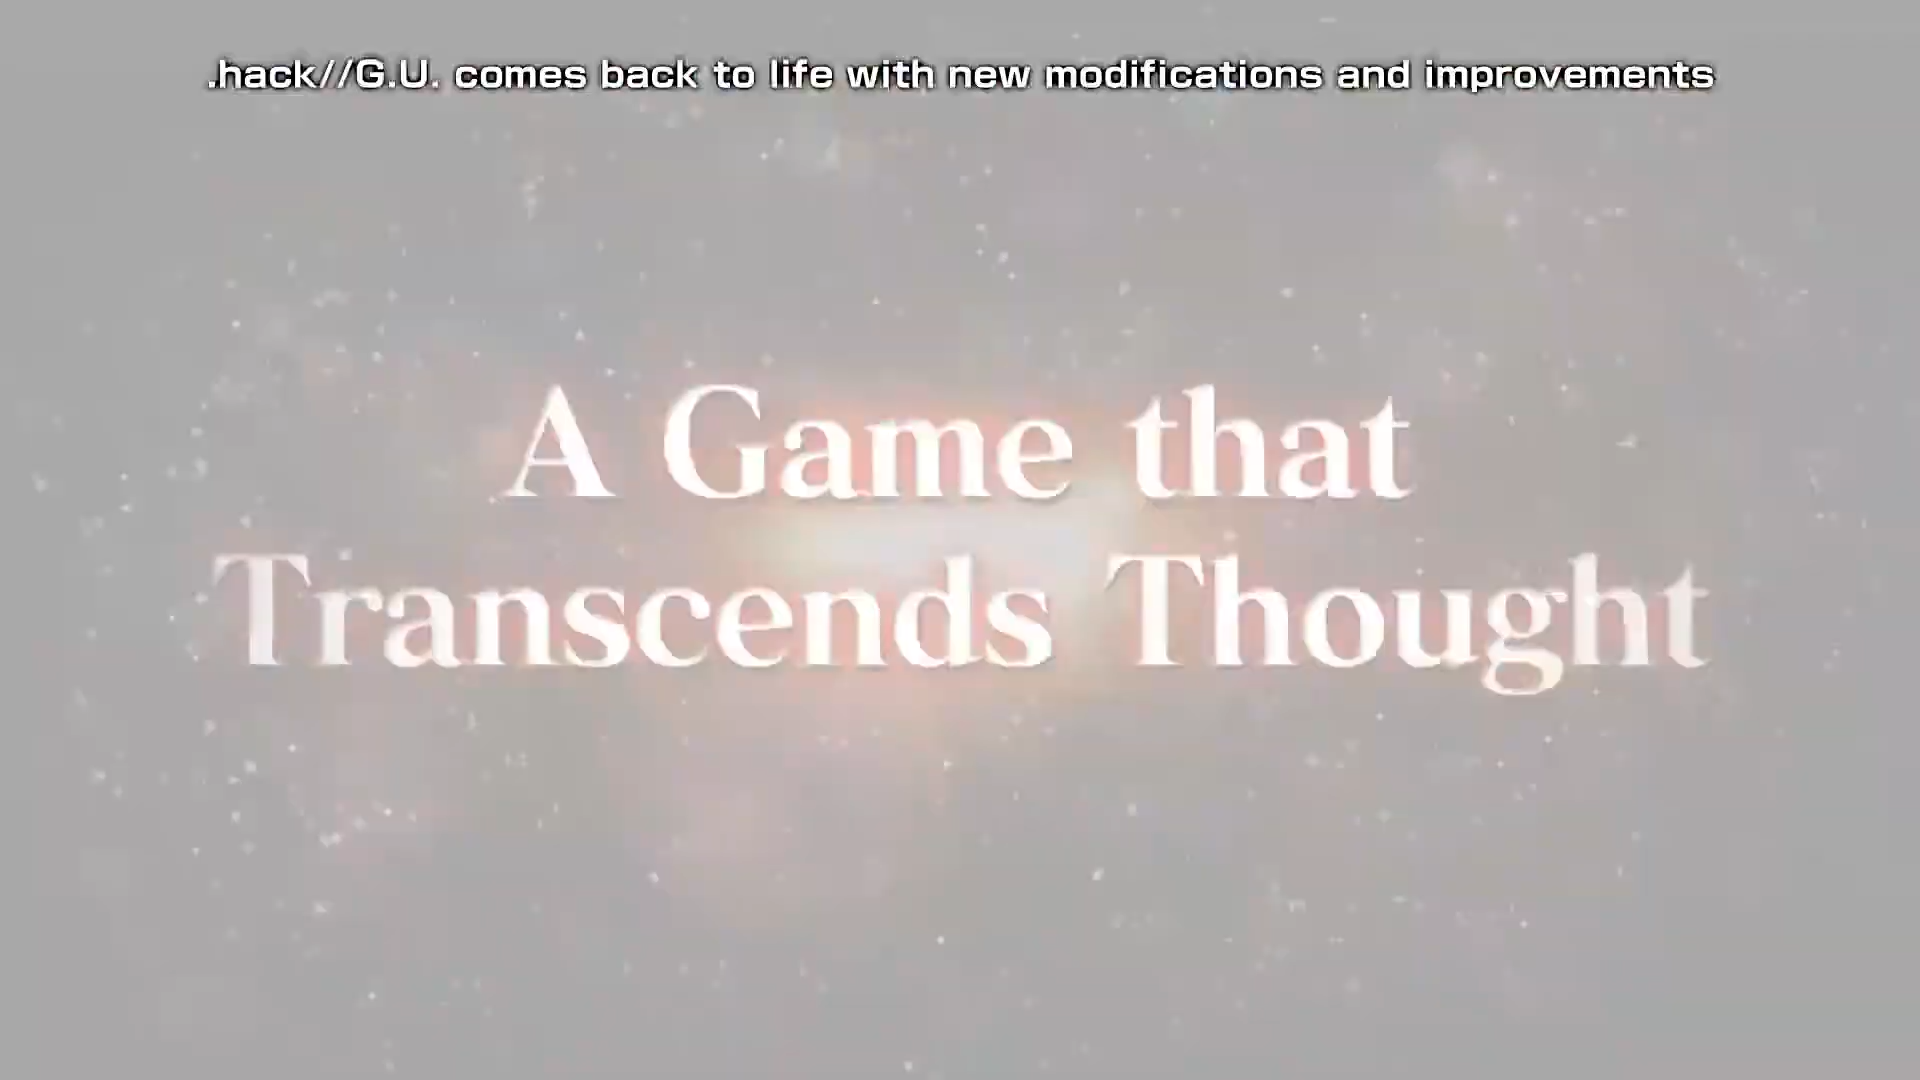 .hack//G.U. comes back to life with new modifications and improvements
A Game that
Transcends Thought